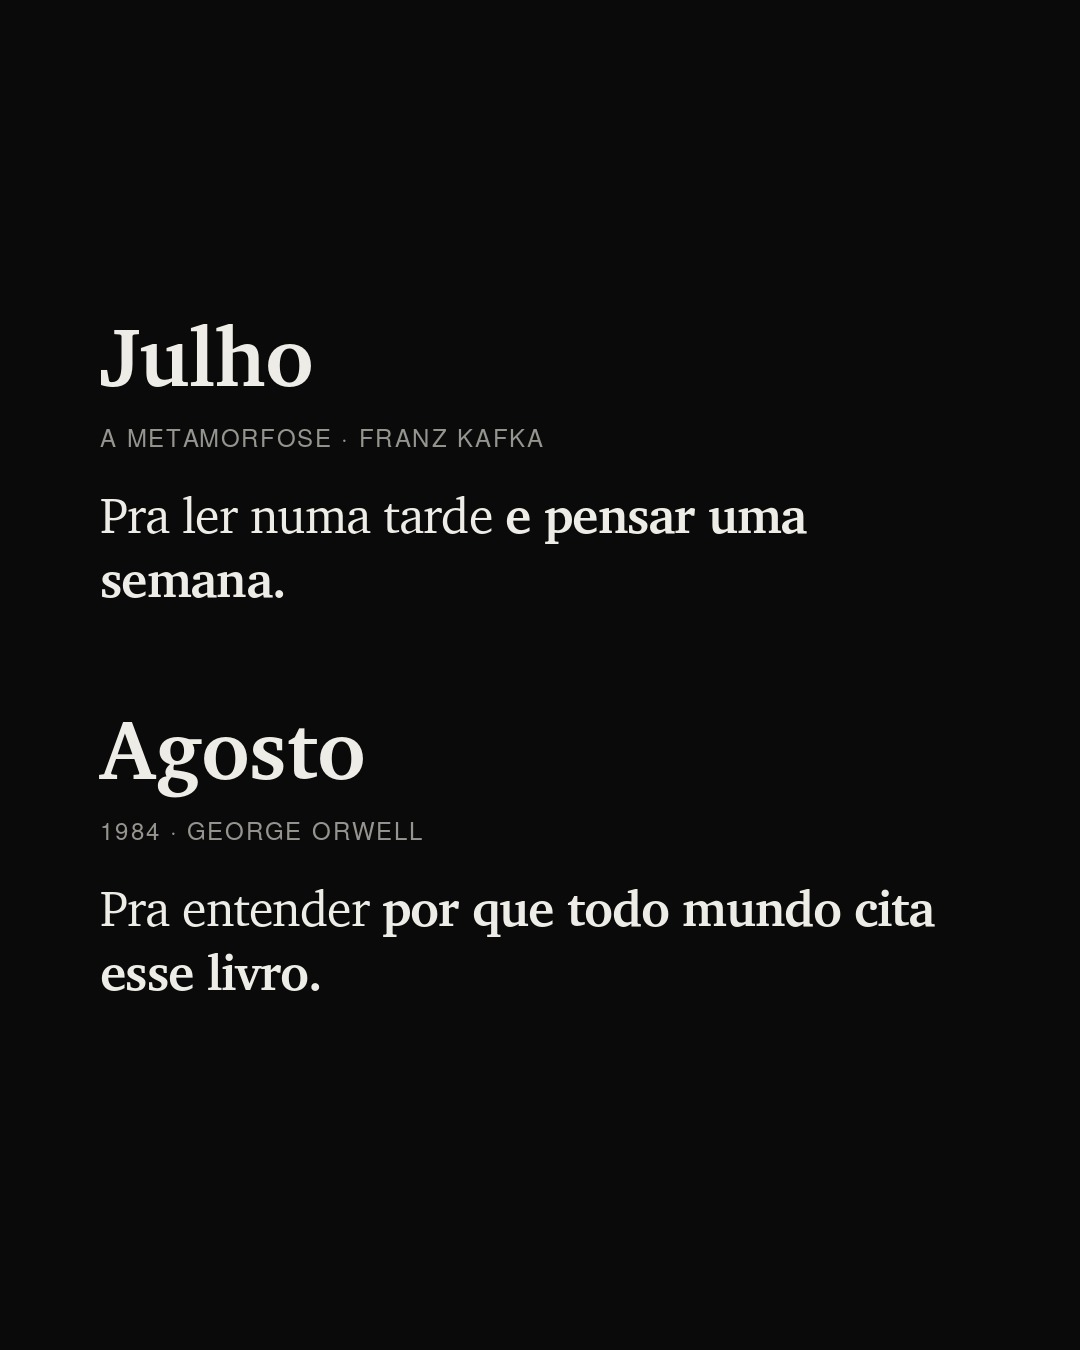 Julho
A METAMORFOSE · FRANZ KAFKA
Pra ler numa tarde e pensar uma
semana.
Agosto
1984 · GEORGE ORWELL
Pra entender por que todo mundo cita
esse livro.